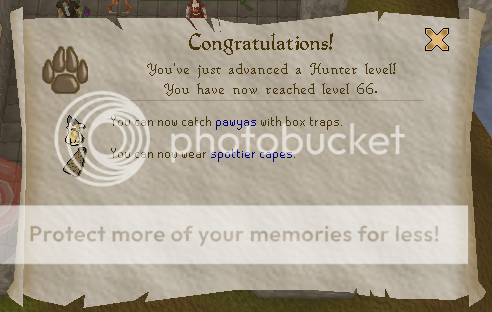 Congratulations!
You've just advanced a Hunter level!
You have now reached level 66.
You can now catch pawyas with box traps.
photobucket
You can now wear spottier capes.
Protect more of your memories for less!